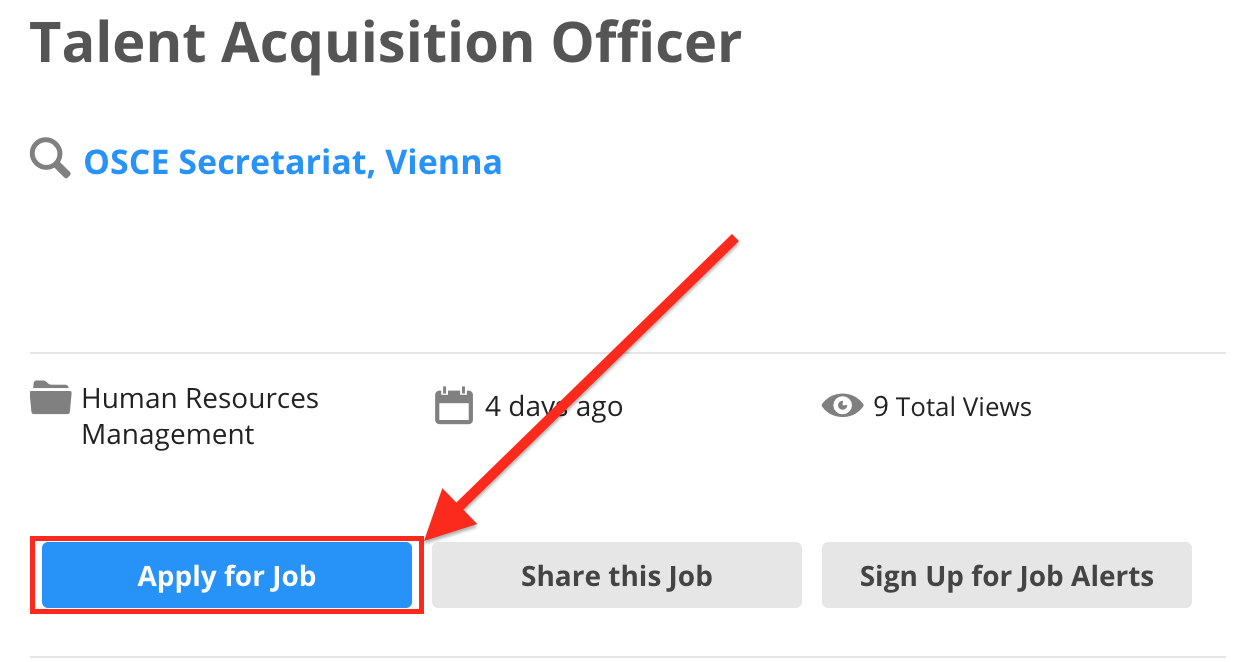 Talent Acquisition Officer
OSCE Secretariat, Vienna
Human Resources
Management
4 days ago
9 Total Views
Apply for Job
Share this Job
Sign Up for Job Alerts